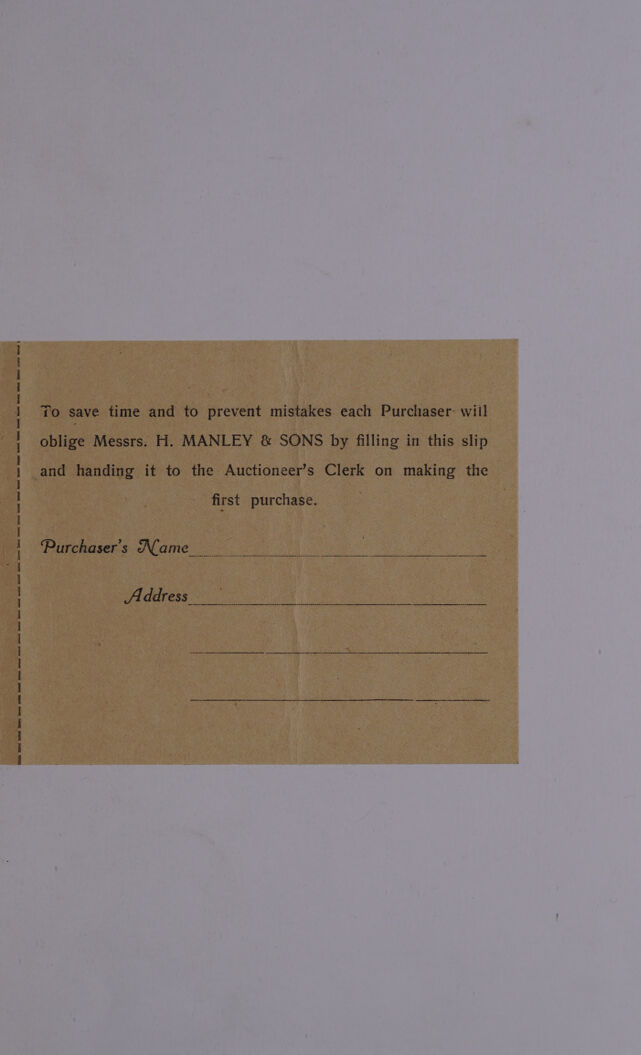 To save time and to prevent mistakes each Purchaser will
oblige Messrs. H. MANLEY & SONS by filling in this slip
and handing it to the Auctioneer's Clerk on making the
first purchase.
Purchaser's Name
Address